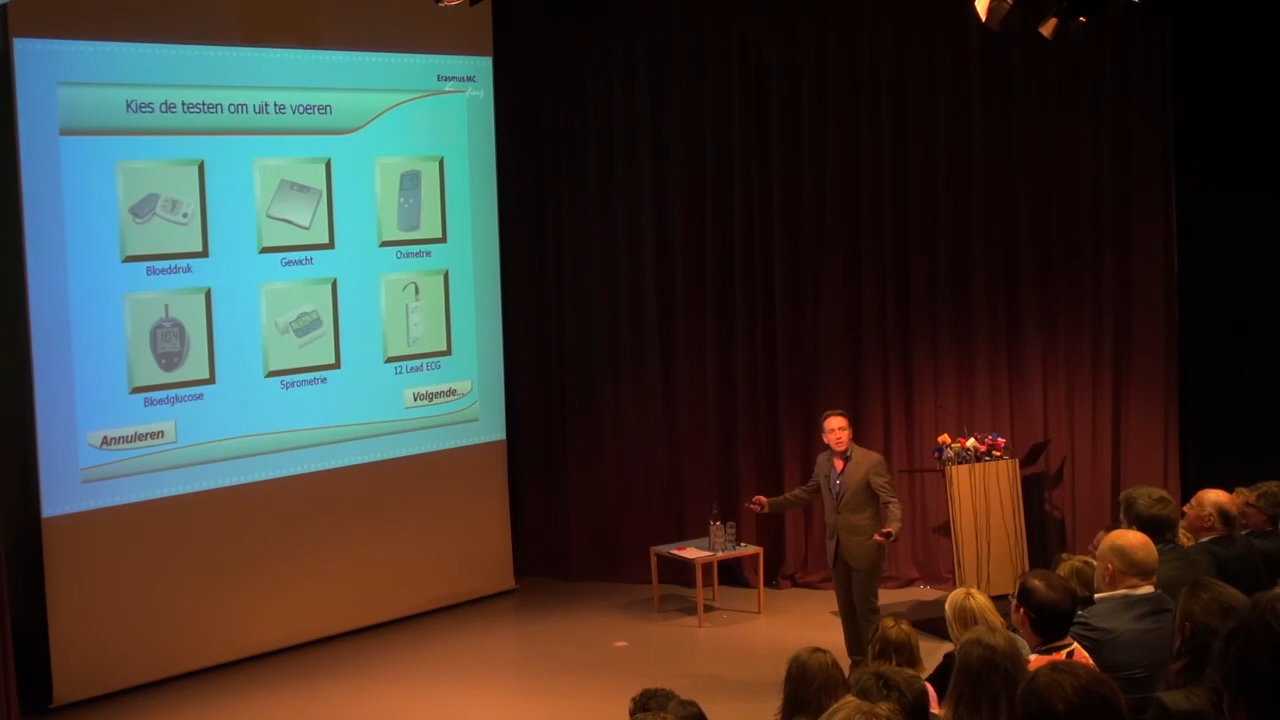 Erasmus MC
Kies de testen om uit te voeren
Bloeddruk
Gewicht
Oximetrie
Bloedglucose
Spirometrie
12 Lead ECG
Annuleren
Volgende...